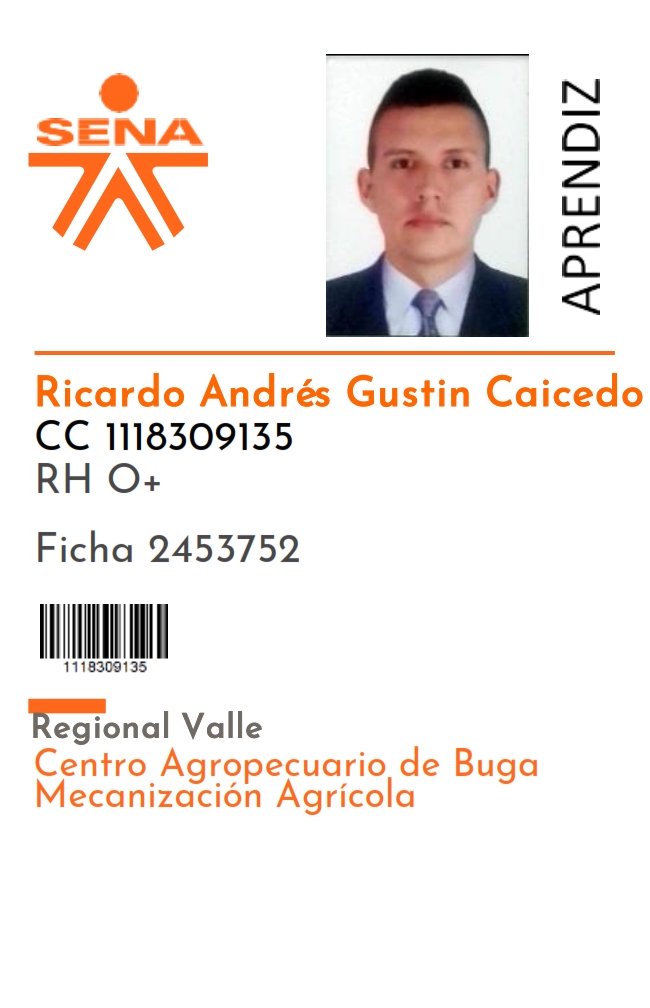 SENA
APRENDIZ
Ricardo Andrés Gustin Caicedo
CC 1118309135
RH O+
Ficha 2453752
1118309135
Regional Valle
Centro Agropecuario de Buga
Mecanización Agrícola